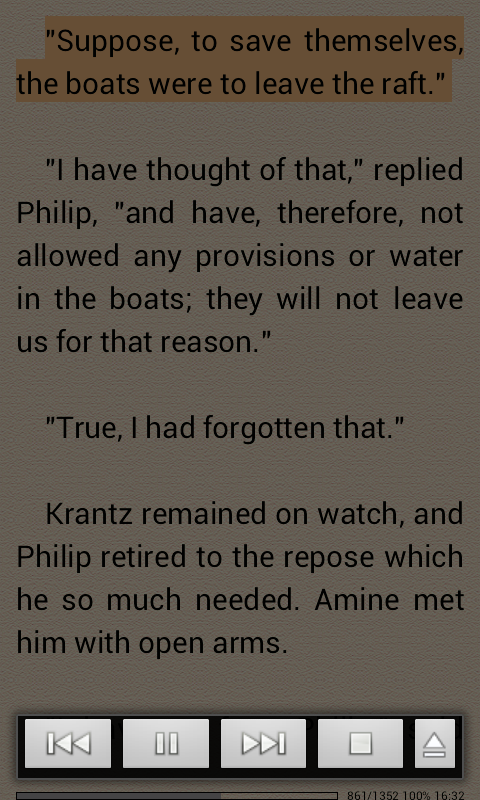 "Suppose, to save themselves,
the boats were to leave the raft."
"I have thought of that," replied
Philip, "and have, therefore, not
allowed any provisions or water
in the boats; they will not leave
us for that reason."
"True, I had forgotten that."
Krantz remained on watch, and
Philip retired to the repose which
he so much needed. Amine met
him with open arms.
861/1352 100% 16:32